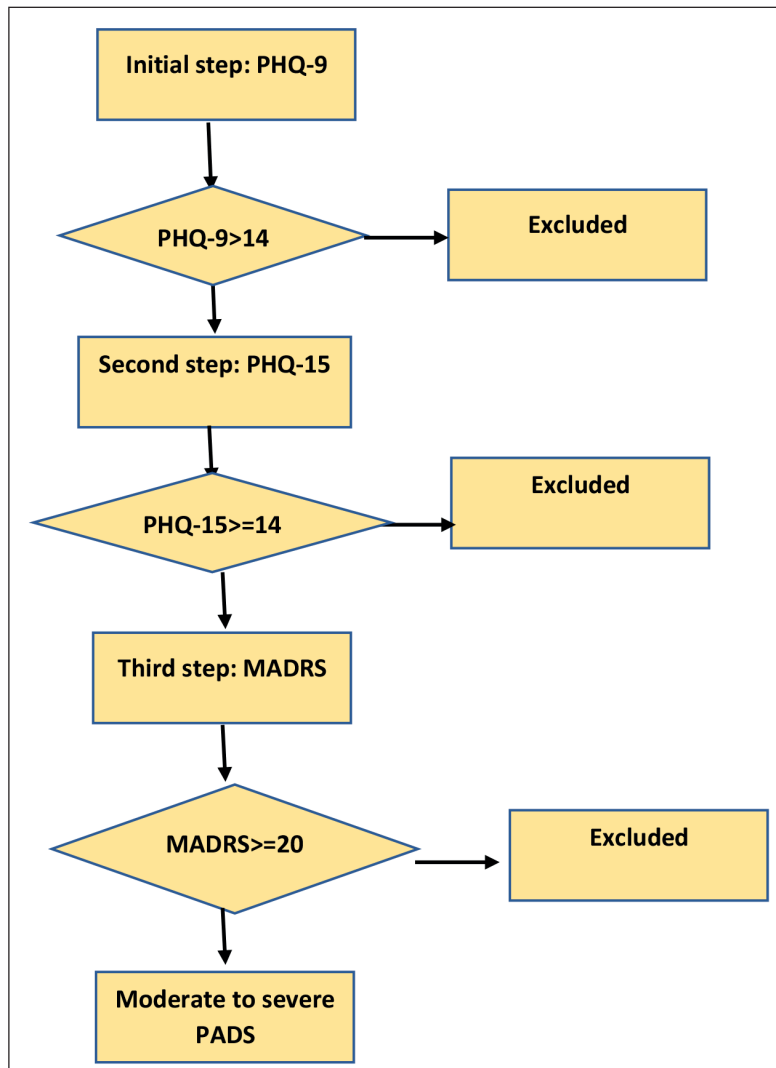 Initial step: PHQ-9
PHQ-9>14
Excluded
Second step: PHQ-15
PHQ-15>=14
Excluded
Third step: MADRS
MADRS>=20
Excluded
Moderate to severe
PADS